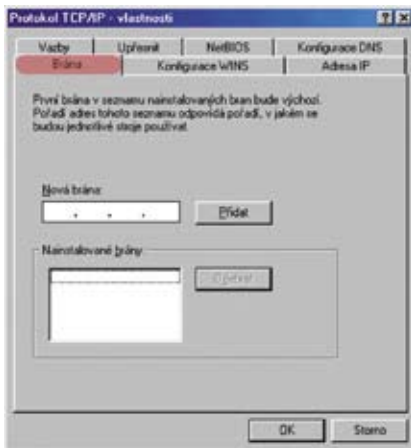 Protokol TCP/IP - vlastnosti
Vazby
Upřesnit
NetBIOS
Konfigurace DNS
Brána
Konfigurace WINS
Adresa IP
První brána v seznamu nainstalovaných bran bude výchozí.
Pořadí adres tohoto seznamu odpovídá pořadí, v jakém se
budou jednotlivé stroje používat.
Nová brána:
. . .
Přidat
Nainstalované brány
Odebrat
OK
Storno